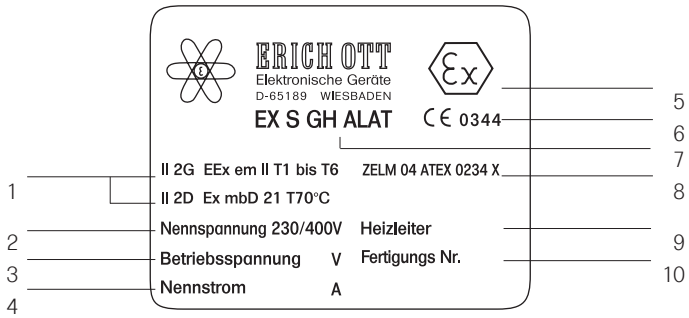 ERICH OTT
Elektronische Geräte
D-65189 WIESBADEN
EX S GH ALAT
ε
εx
CE 0344
II 2G EEx em II T1 bis T6 ZELM 04 ATEX 0234 X
II 2D Ex mbD 21 T70°C
Nennspannung 230/400V Heizleiter
Betriebsspannung V Fertigungs Nr.
Nennstrom A
1
2
3
4
5
6
7
8
9
10